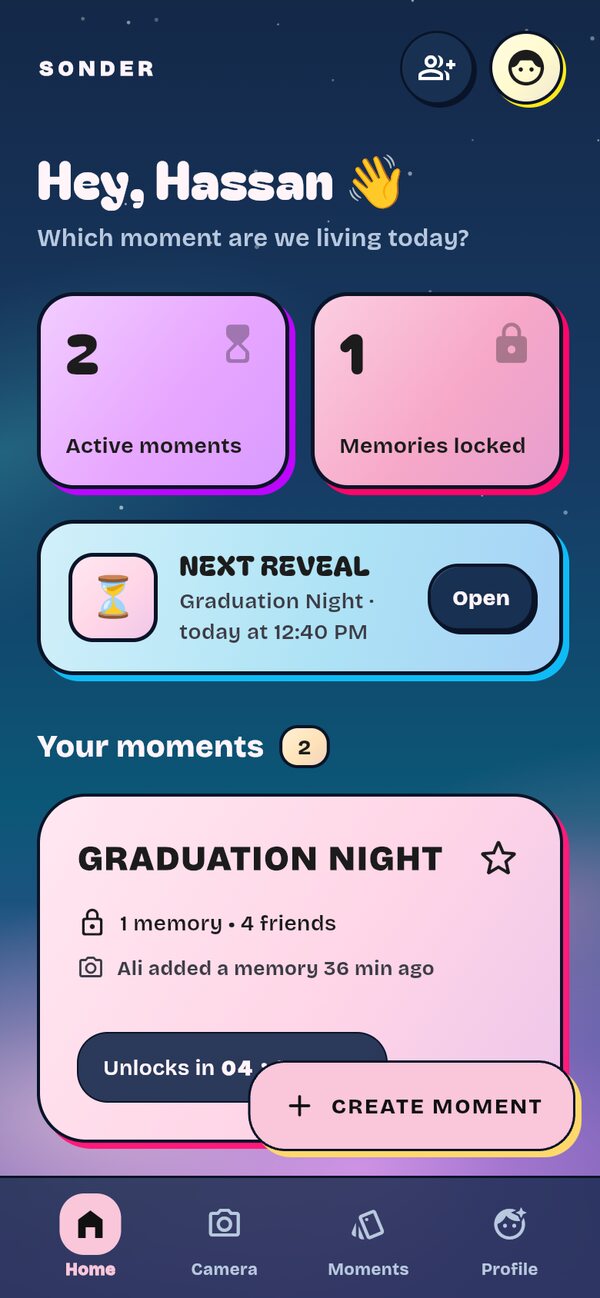 SONDER
Hey, Hassan 👋
Which moment are we living today?
2
Active moments
1
Memories locked
NEXT REVEAL
Graduation Night ·
today at 12:40 PM
Open
Your moments 2
GRADUATION NIGHT
1 memory • 4 friends
Ali added a memory 36 min ago
Unlocks in 04 :
+ CREATE MOMENT
Home
Camera
Moments
Profile